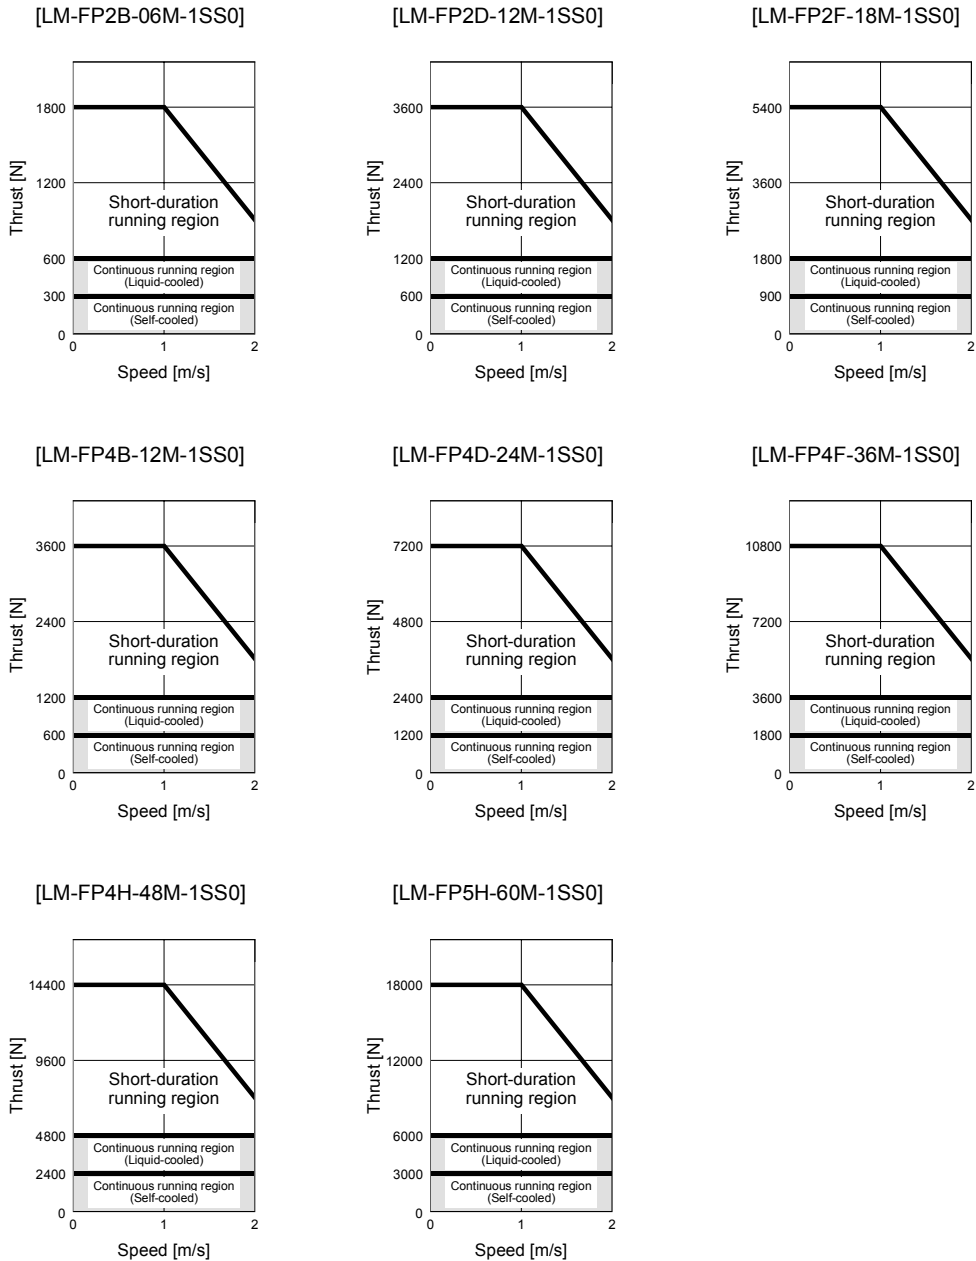 [LM-FP2B-06M-1SS0]
1800
1200
600
300
0
Thrust [N]
Short-duration
running region
Continuous running region
(Liquid-cooled)
Continuous running region
(Self-cooled)
0 1 2
Speed [m/s]
[LM-FP2D-12M-1SS0]
3600
2400
1200
600
0
Thrust [N]
Short-duration
running region
Continuous running region
(Liquid-cooled)
Continuous running region
(Self-cooled)
0 1 2
Speed [m/s]
[LM-FP2F-18M-1SS0]
5400
3600
1800
900
0
Thrust [N]
Short-duration
running region
Continuous running region
(Liquid-cooled)
Continuous running region
(Self-cooled)
0 1 2
Speed [m/s]
[LM-FP4B-12M-1SS0]
3600
2400
1200
600
0
Thrust [N]
Short-duration
running region
Continuous running region
(Liquid-cooled)
Continuous running region
(Self-cooled)
0 1 2
Speed [m/s]
[LM-FP4D-24M-1SS0]
7200
4800
2400
1200
0
Thrust [N]
Short-duration
running region
Continuous running region
(Liquid-cooled)
Continuous running region
(Self-cooled)
0 1 2
Speed [m/s]
[LM-FP4F-36M-1SS0]
10800
7200
3600
1800
0
Thrust [N]
Short-duration
running region
Continuous running region
(Liquid-cooled)
Continuous running region
(Self-cooled)
0 1 2
Speed [m/s]
[LM-FP4H-48M-1SS0]
14400
9600
4800
2400
0
Thrust [N]
Short-duration
running region
Continuous running region
(Liquid-cooled)
Continuous running region
(Self-cooled)
0 1 2
Speed [m/s]
[LM-FP5H-60M-1SS0]
18000
12000
6000
3000
0
Thrust [N]
Short-duration
running region
Continuous running region
(Liquid-cooled)
Continuous running region
(Self-cooled)
0 1 2
Speed [m/s]